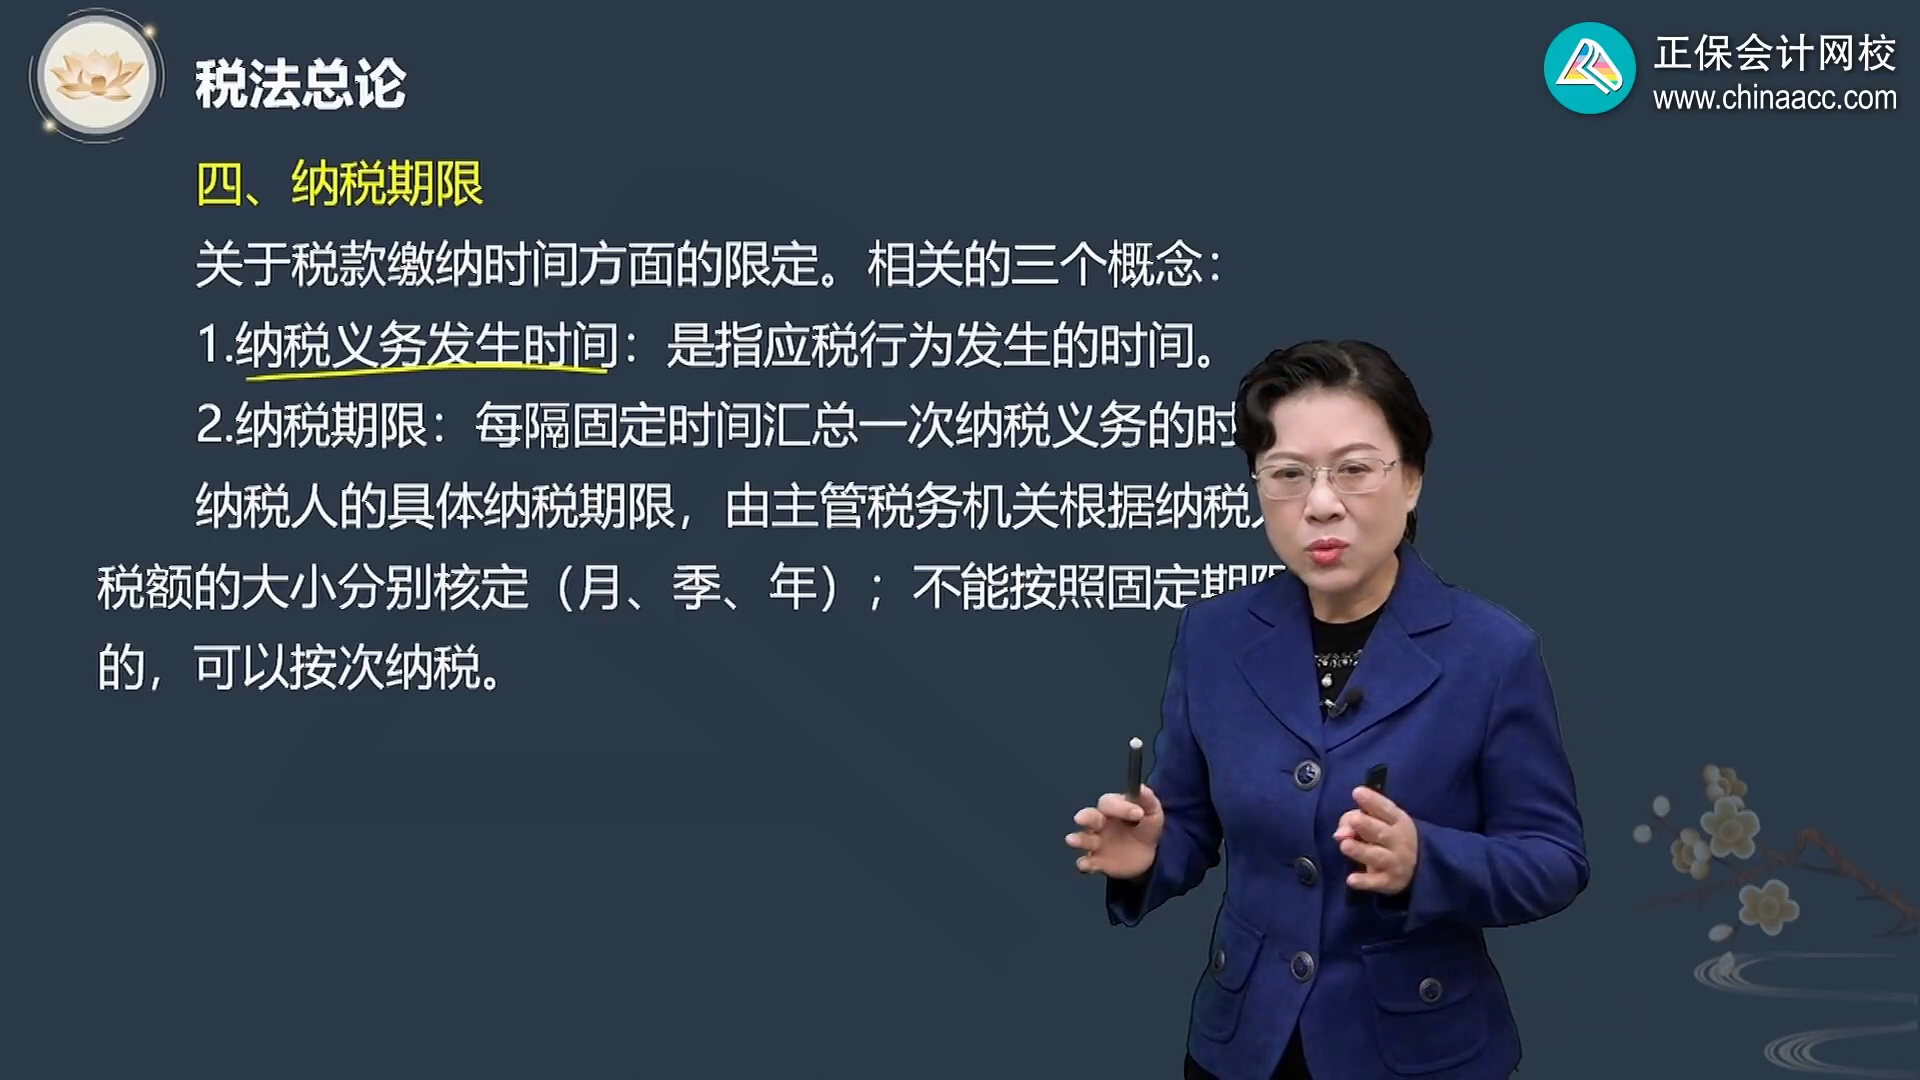 税法总论
正保会计网校
www.chinaacc.com
四、纳税期限
关于税款缴纳时间方面的限定。相关的三个概念：
1.纳税义务发生时间：是指应税行为发生的时间。
2.纳税期限：每隔固定时间汇总一次纳税义务的时
纳税人的具体纳税期限，由主管税务机关根据纳税
税额的大小分别核定（月、季、年）；不能按照固定期限
的，可以按次纳税。